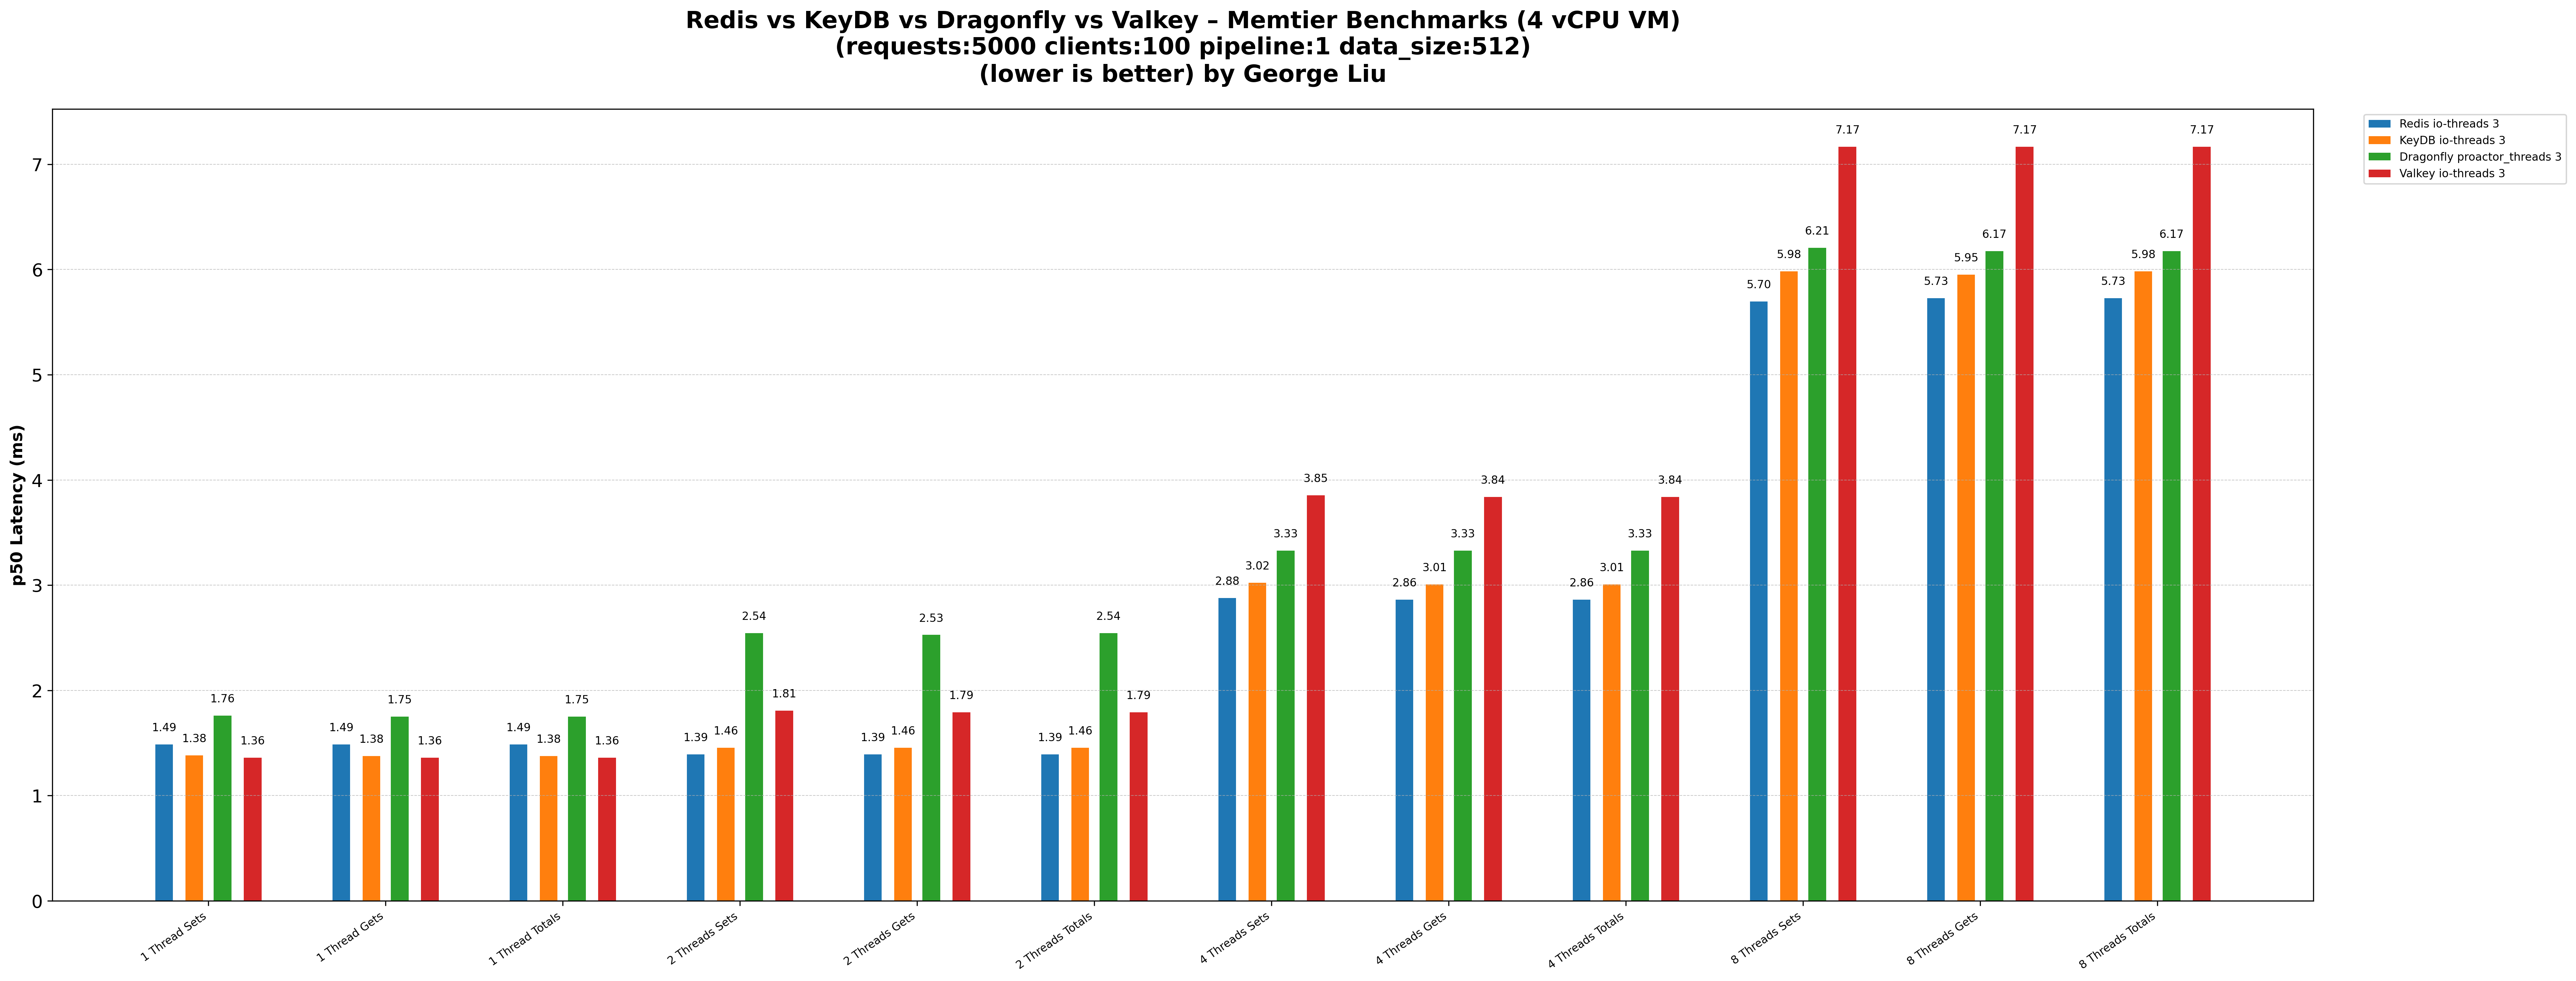 Redis vs KeyDB vs Dragonfly vs Valkey – Memtier Benchmarks (4 vCPU VM)
(requests:5000 clients:100 pipeline:1 data_size:512)
(lower is better) by George Liu
Redis io-threads 3
KeyDB io-threads 3
Dragonfly proactor_threads 3
Valkey io-threads 3
p50 Latency (ms)
7
6
5
4
3
2
1
0
1.49 1.38 1.76 1.36
1.49 1.38 1.75 1.36
1.49 1.38 1.75 1.36
1.39 1.46 2.54 1.81
1.39 1.46 2.53 1.79
1.39 1.46 2.54 1.79
2.88 3.02 3.33 3.85
2.86 3.01 3.33 3.84
2.86 3.01 3.33 3.84
5.70 5.98 6.21 7.17
5.73 5.95 6.17 7.17
5.73 5.98 6.17 7.17
1 Thread Sets
1 Thread Gets
1 Thread Totals
2 Threads Sets
2 Threads Gets
2 Threads Totals
4 Threads Sets
4 Threads Gets
4 Threads Totals
8 Threads Sets
8 Threads Gets
8 Threads Totals